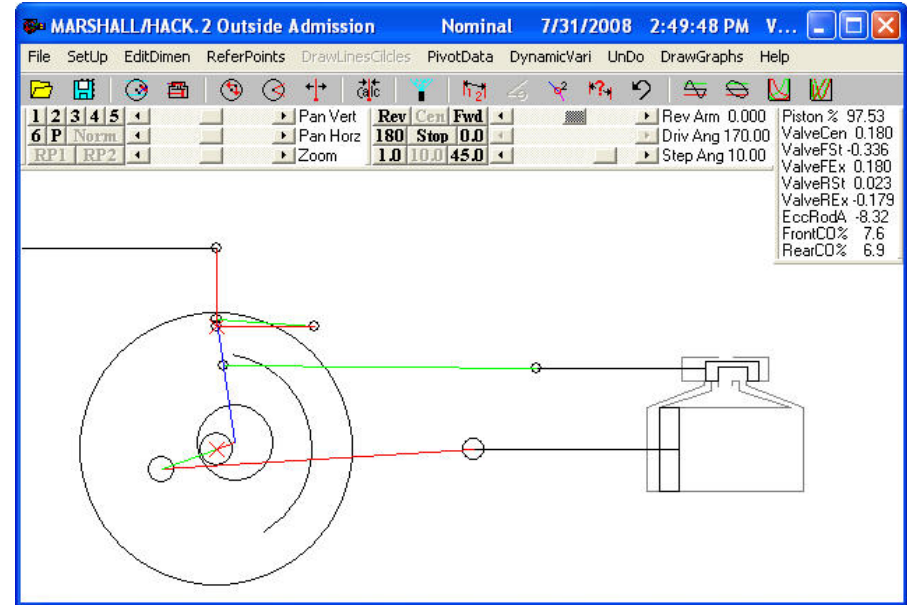 MARSHALL/HACK.2 Outside Admission Nominal 7/31/2008 2:49:48 PM V...
File SetUp EditDimen ReferPoints DrawLinesCilcles PivotData DynamicVari UnDo DrawGraphs Help
calc
1 2 3 4 5 Pan Vert Rev Cen Fwd Rev Arm 0.000
6 P Norm Pan Horz 180 Stop 0.0 Driv Ang 170.00
RP1 RP2 Zoom 1.0 10.0 45.0 Step Ang 10.00
Piston % 97.53
ValveCen 0.180
ValveFSt -0.336
ValveFEx 0.180
ValveRSt 0.023
ValveREx -0.179
EccRodA -8.32
FrontCO% 7.6
RearCO% 6.9